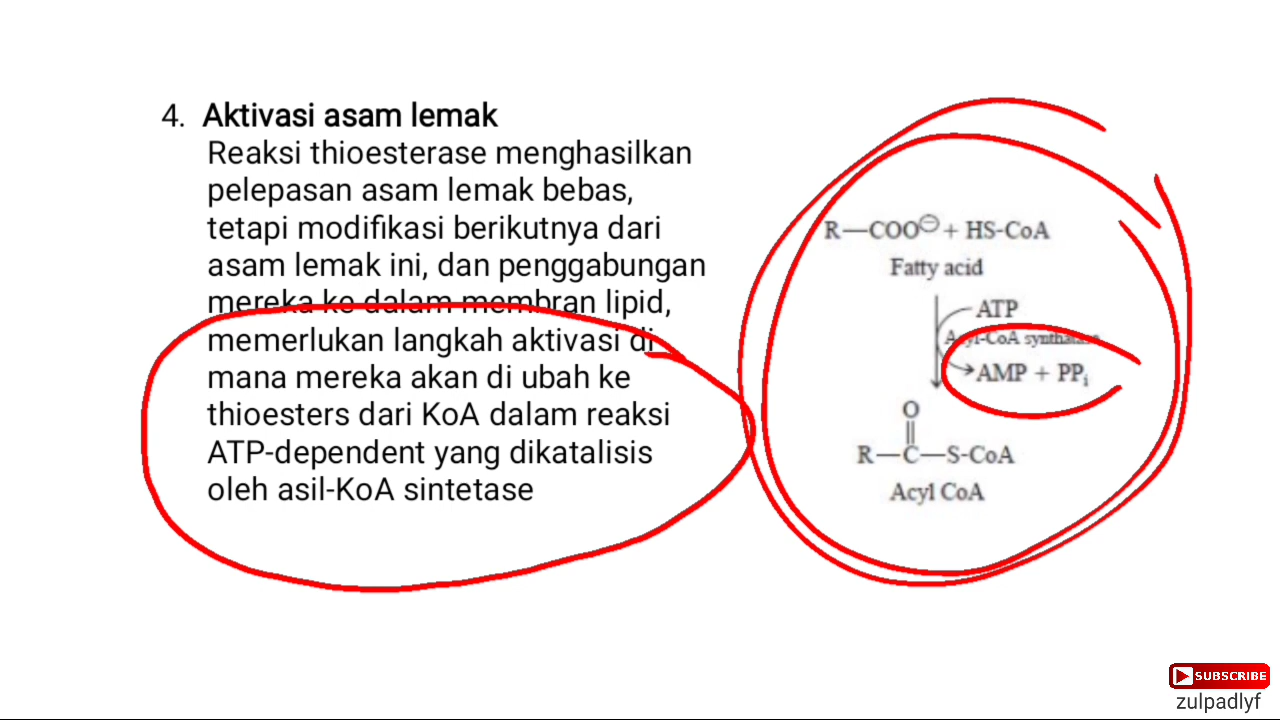 4. Aktivasi asam lemak
Reaksi thioesterase menghasilkan
pelepasan asam lemak bebas,
tetapi modifikasi berikutnya dari
asam lemak ini, dan penggabungan
mereka ke dalam membran lipid,
memerlukan langkah aktivasi di
mana mereka akan di ubah ke
thioesters dari KoA dalam reaksi
ATP-dependent yang dikatalisis
oleh asil-KoA sintetase
R—COO⊖ + HS-CoA
Fatty acid
ATP
Acyl-CoA synthatase
AMP + PPi
O
R—C—S-CoA
Acyl CoA
SUBSCRIBE
zulpadlyf